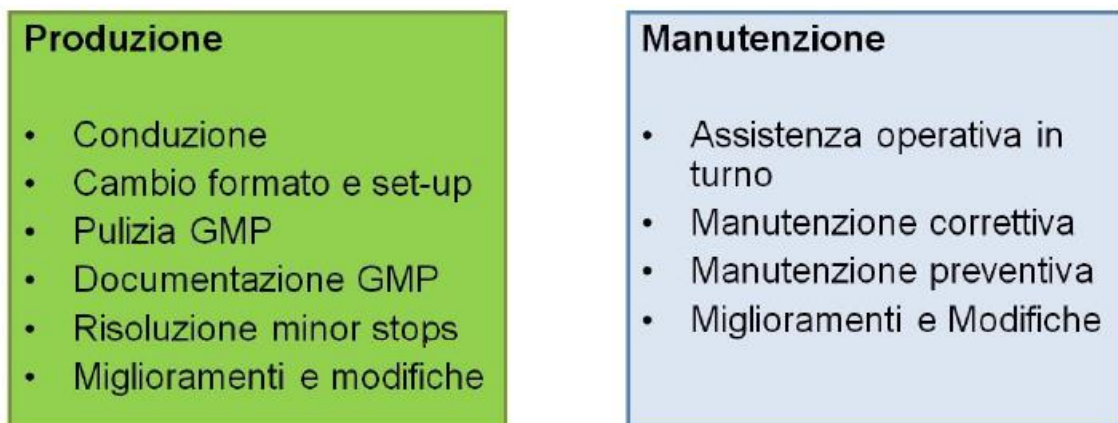 Produzione
• Conduzione
• Cambio formato e set-up
• Pulizia GMP
• Documentazione GMP
• Risoluzione minor stops
• Miglioramenti e modifiche
Manutenzione
• Assistenza operativa in
turno
• Manutenzione correttiva
• Manutenzione preventiva
• Miglioramenti e Modifiche